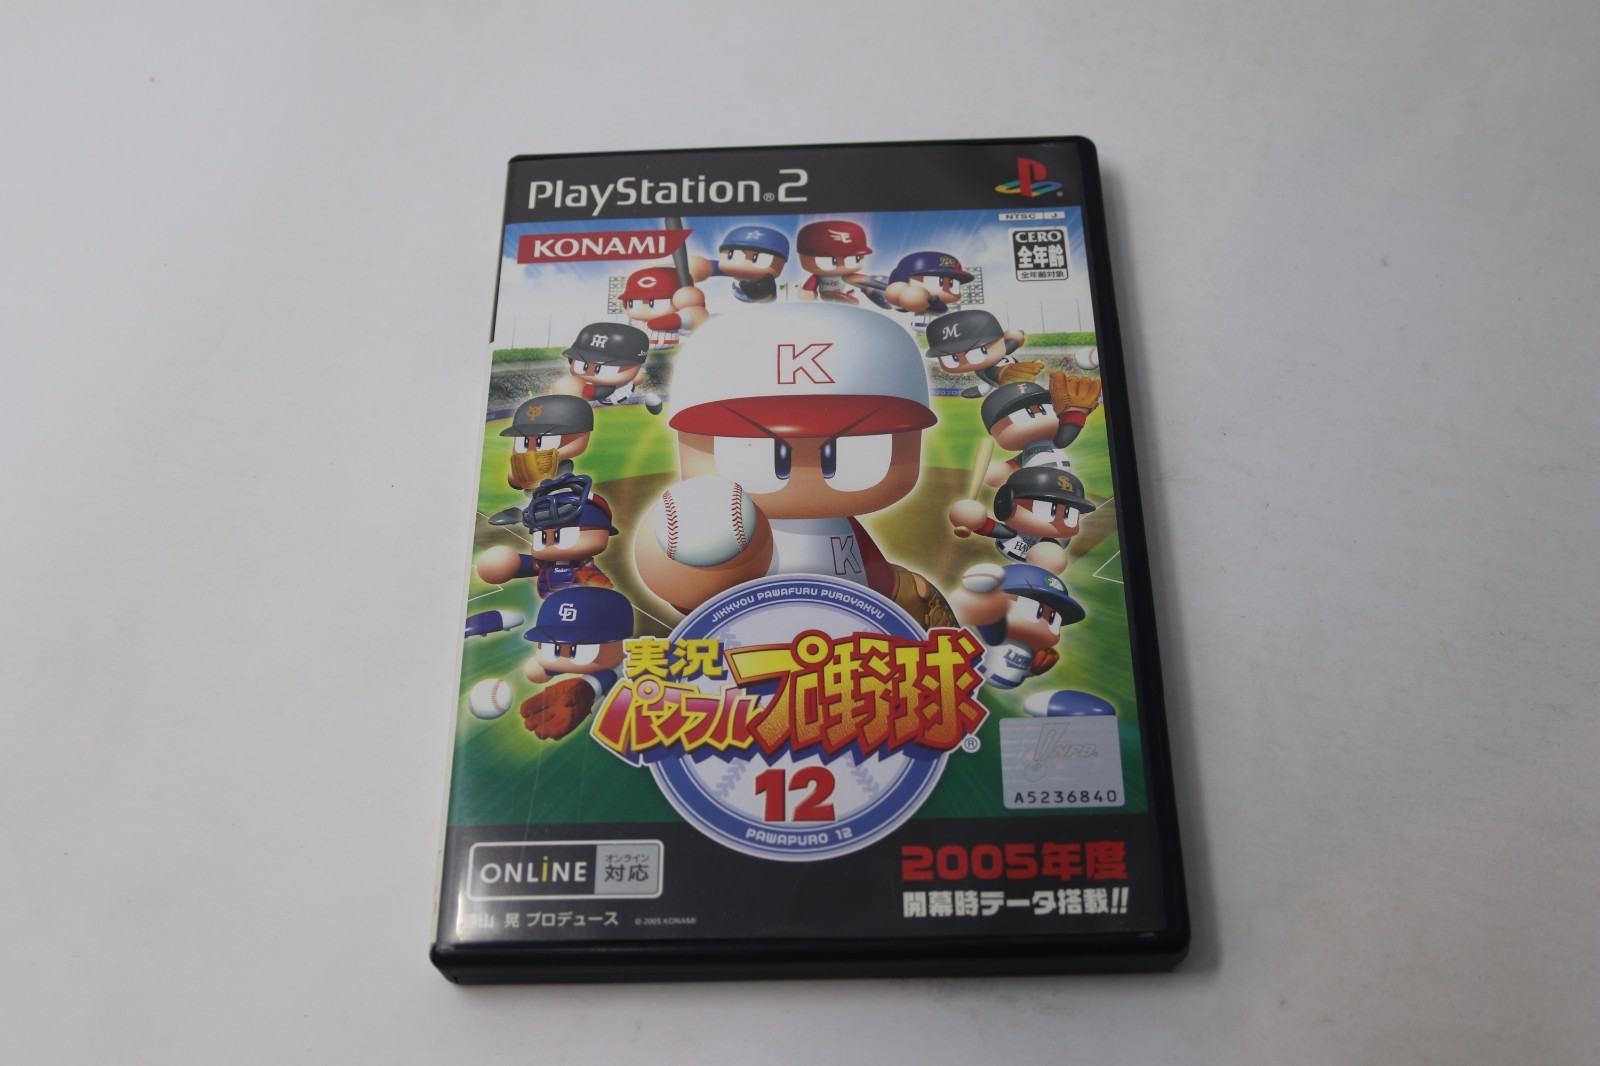 PlayStation®2
NTSC J
KONAMI
CERO
全年齢
全年齢対象
K
K
JIKKYOU PAWAFURU PUROYAKYU
実況
パワフルプロ野球®
12
PAWAPURO 12
NPB
A5236840
ONLiNE オンライン
対応
2005年度
開幕時データ搭載!!
山 晃 プロデュース
©2005 KONAMI